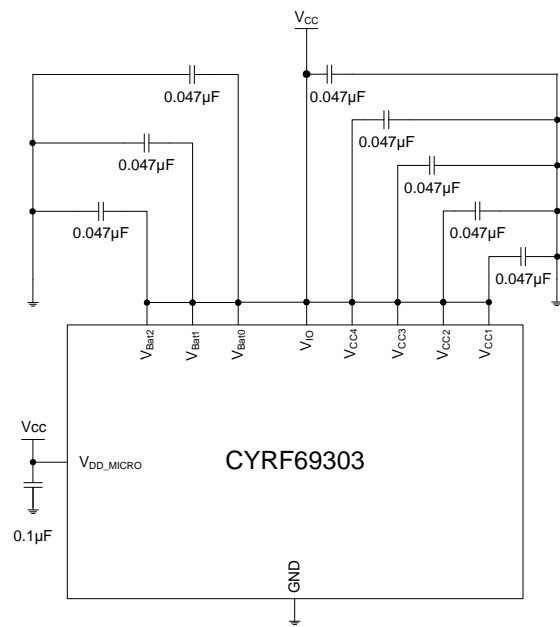 VCC
0.047µF
0.047µF
0.047µF
0.047µF
0.047µF
0.047µF
0.047µF
0.047µF
VBat2
VBat1
VBat0
VIO
VCC4
VCC3
VCC2
VCC1
Vcc
VDD_MICRO
CYRF69303
0.1µF
GND